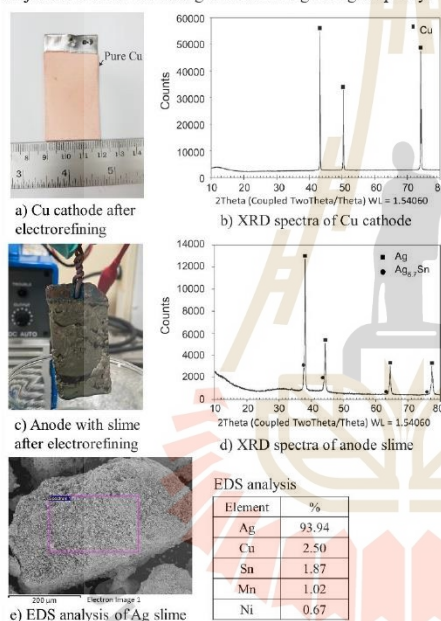 Pure Cu
a) Cu cathode after
electrorefining
60000
50000
40000
30000
20000
10000
0
Counts
Cu
10 20 30 40 50 60 70 80
2Theta (Coupled TwoTheta/Theta) WL = 1.54060
b) XRD spectra of Cu cathode
c) Anode with slime
after electrorefining
14000
12000
10000
8000
6000
4000
2000
0
Counts
Ag
Ag6.7Sn
10 20 30 40 50 60 70 80
2Theta (Coupled TwoTheta/Theta) WL = 1.54060
d) XRD spectra of anode slime
200 µm
Electron Image 1
e) EDS analysis of Ag slime
EDS analysis
Element %
Ag 93.94
Cu 2.50
Sn 1.87
Mn 1.02
Ni 0.67